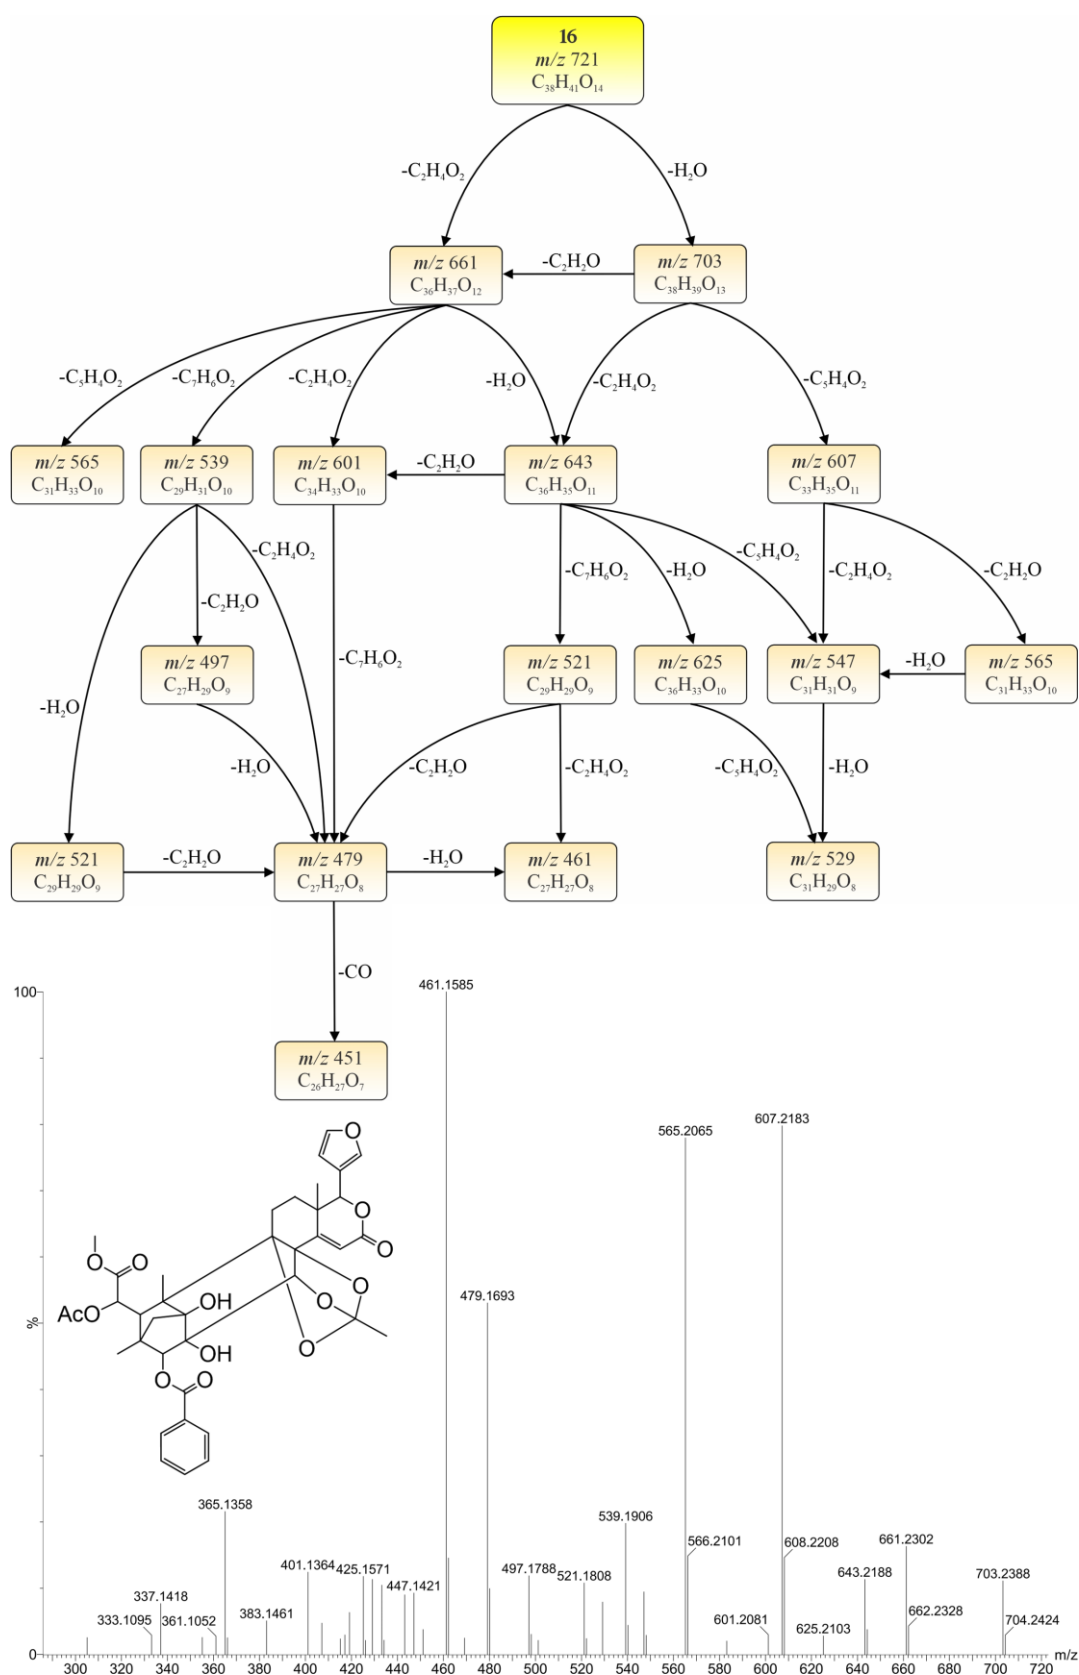 16
m/z 721
C₃₈H₄₁O₁₄
-C₂H₄O₂
-H₂O
m/z 661
C₃₆H₃₇O₁₂
-C₂H₂O
m/z 703
C₃₈H₃₉O₁₃
-C₅H₄O₂
-C₇H₆O₂
-C₂H₄O₂
-H₂O
-C₂H₄O₂
-C₅H₄O₂
m/z 565
C₃₁H₃₃O₁₀
m/z 539
C₂₉H₃₁O₁₀
m/z 601
C₃₄H₃₃O₁₀
-C₂H₂O
m/z 643
C₃₆H₃₅O₁₁
m/z 607
C₃₃H₃₅O₁₁
-C₂H₄O₂
-C₂H₂O
-C₇H₆O₂
-H₂O
-C₅H₄O₂
-C₂H₄O₂
-C₂H₂O
m/z 497
C₂₇H₂₉O₉
-C₇H₆O₂
m/z 521
C₂₉H₂₉O₉
m/z 625
C₃₆H₃₃O₁₀
m/z 547
C₃₁H₃₁O₉
-H₂O
m/z 565
C₃₁H₃₃O₁₀
-H₂O
-H₂O
-C₂H₂O
-C₂H₄O₂
-C₅H₄O₂
-H₂O
m/z 521
C₂₉H₂₉O₉
-C₂H₂O
m/z 479
C₂₇H₂₇O₈
-H₂O
m/z 461
C₂₇H₂₇O₈
m/z 529
C₃₁H₂₉O₈
-CO
m/z 451
C₂₆H₂₇O₇
100
%
0
461.1585
607.2183
565.2065
479.1693
365.1358
539.1906
566.2101
608.2208
661.2302
401.1364
425.1571
497.1788
521.1808
643.2188
703.2388
337.1418
447.1421
383.1461
333.1095
361.1052
601.2081
625.2103
662.2328
704.2424
O
O
O
O
O
AcO
OH
O
O
O
OH
O
O
300 320 340 360 380 400 420 440 460 480 500 520 540 560 580 600 620 640 660 680 700 720 m/z